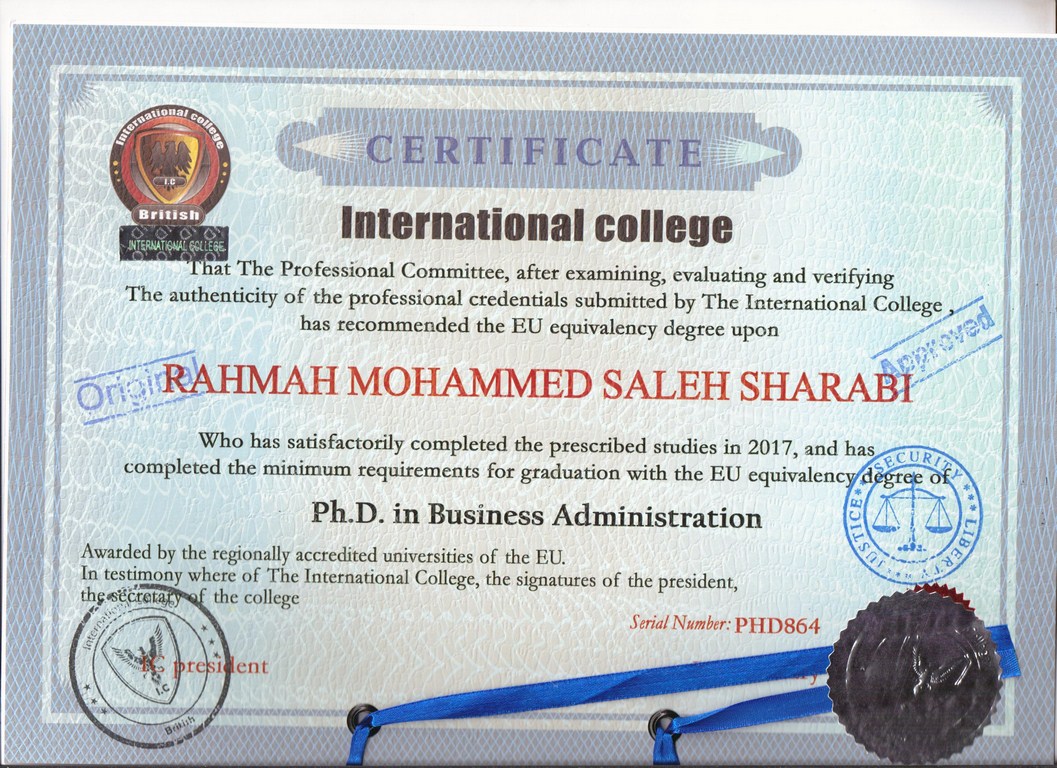 International college
I.C
British
INTERNATIONAL COLLEGE
CERTIFICATE
International college
That The Professional Committee, after examining, evaluating and verifying
The authenticity of the professional credentials submitted by The International College ,
has recommended the EU equivalency degree upon
Original
Approved
RAHMAH MOHAMMED SALEH SHARABI
Who has satisfactorily completed the prescribed studies in 2017, and has
completed the minimum requirements for graduation with the EU equivalency degree of
SECURITY
JUSTICE
LIBERTY
Ph.D. in Business Administration
Awarded by the regionally accredited universities of the EU.
In testimony where of The International College, the signatures of the president,
the secretary of the college
Serial Number: PHD864
International College
IC president
I.C
British